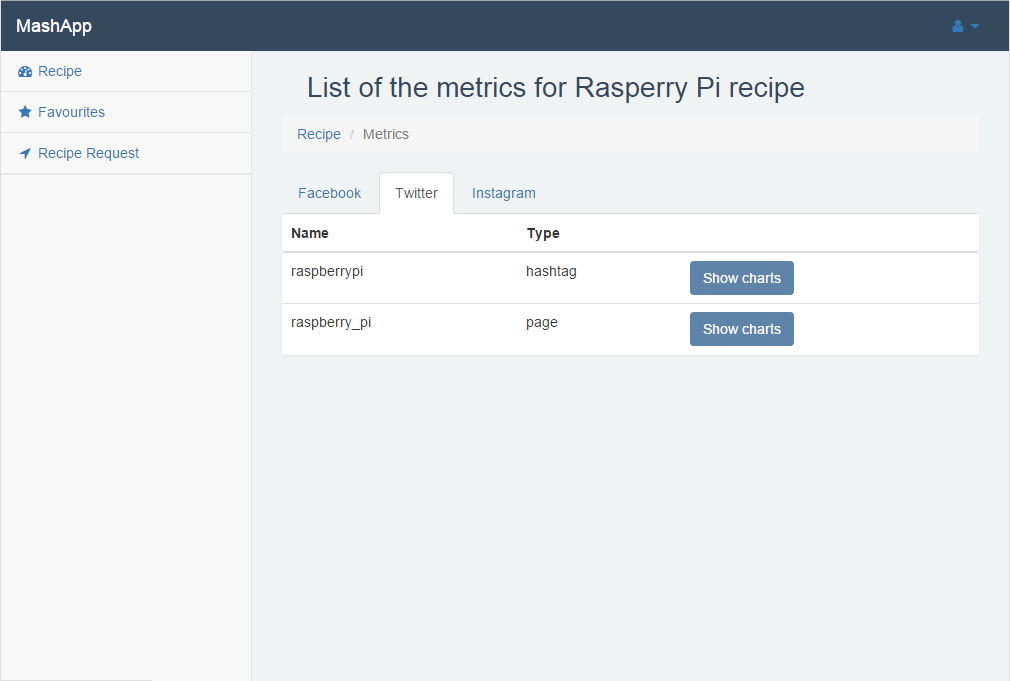 MashApp
Recipe
Favourites
Recipe Request
List of the metrics for Rasperry Pi recipe
Recipe / Metrics
Facebook Twitter Instagram
Name Type
raspberrypi hashtag Show charts
raspberry_pi page Show charts